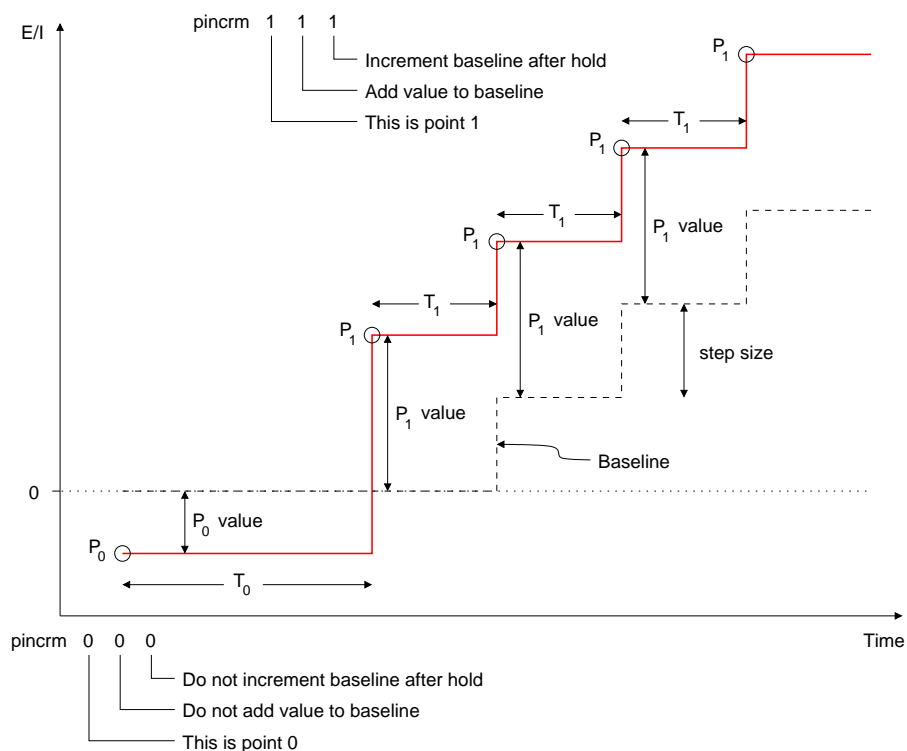 pincrm 1 1 1
E/I
Increment baseline after hold
Add value to baseline
This is point 1
P1
T1
P1
T1
P1
P1 value
T1
P1
P1 value
step size
P1 value
Baseline
0
P0 value
P0
T0
pincrm 0 0 0
Time
Do not increment baseline after hold
Do not add value to baseline
This is point 0